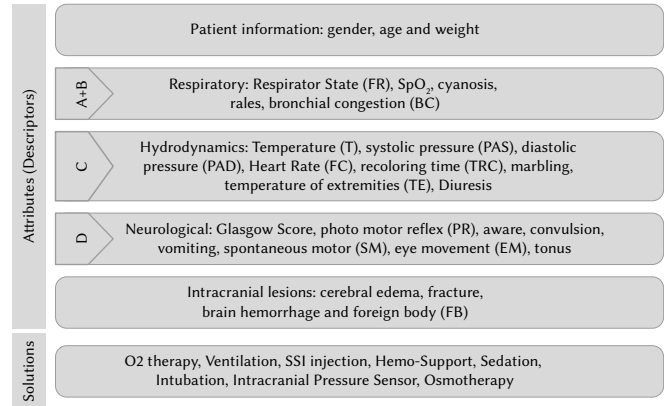 Attributes (Descriptors)
Patient information: gender, age and weight
A+B
Respiratory: Respirator State (FR), SpO2, cyanosis,
rales, bronchial congestion (BC)
C
Hydrodynamics: Temperature (T), systolic pressure (PAS), diastolic
pressure (PAD), Heart Rate (FC), recoloring time (TRC), marbling,
temperature of extremities (TE), Diuresis
D
Neurological: Glasgow Score, photo motor reflex (PR), aware, convulsion,
vomiting, spontaneous motor (SM), eye movement (EM), tonus
Intracranial lesions: cerebral edema, fracture,
brain hemorrhage and foreign body (FB)
Solutions
O2 therapy, Ventilation, SSI injection, Hemo-Support, Sedation,
Intubation, Intracranial Pressure Sensor, Osmotherapy